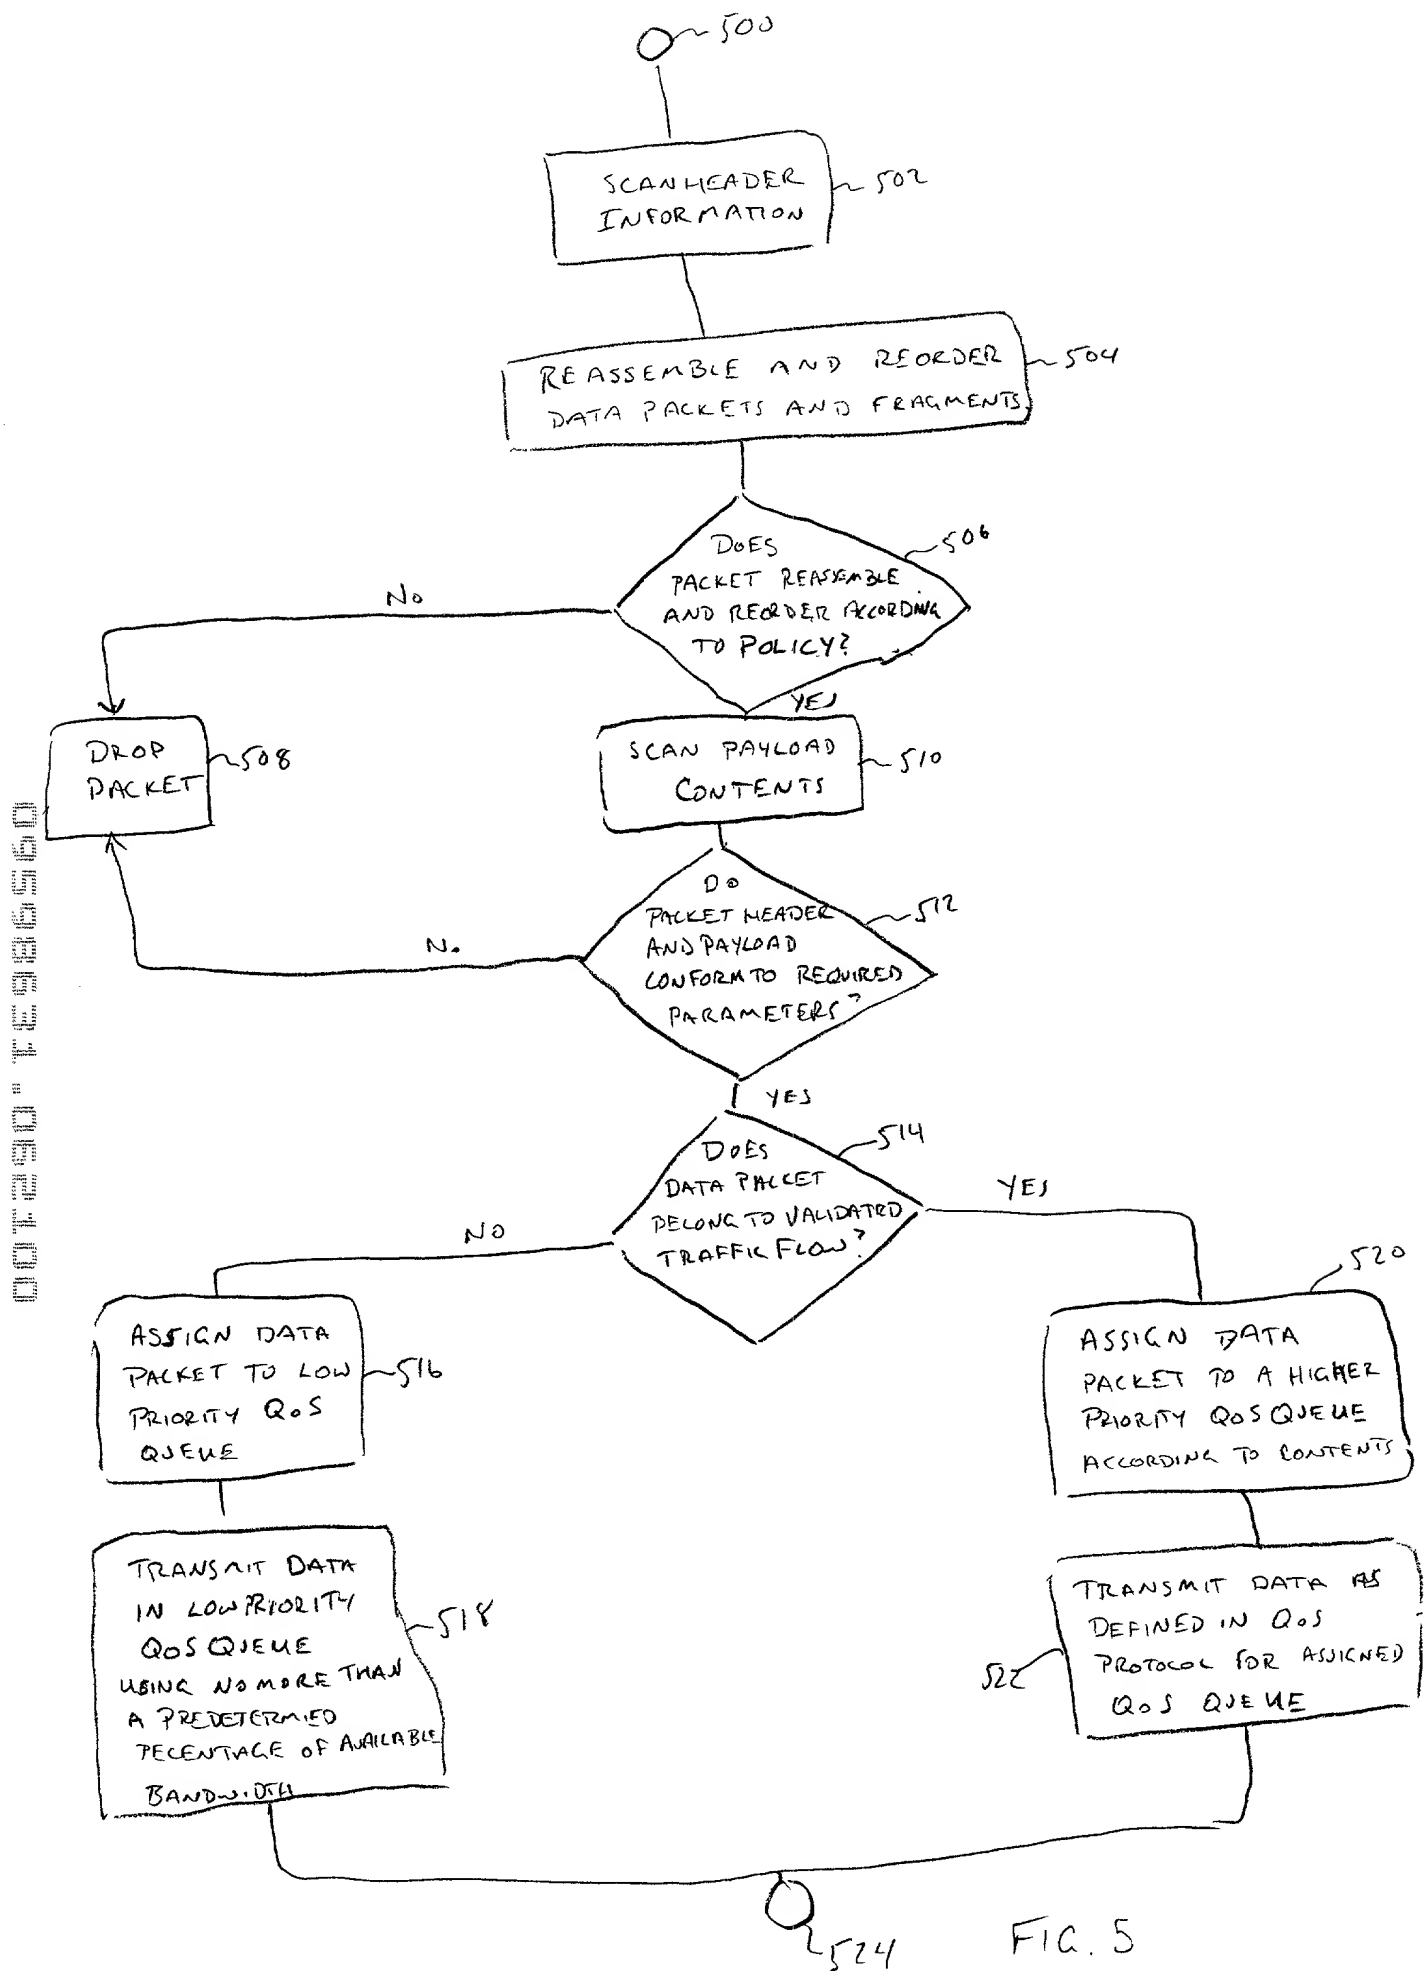 500
SCAN HEADER
INFORMATION
502
REASSEMBLE AND REORDER
DATA PACKETS AND FRAGMENTS
504
DOES
PACKET REASSEMBLE
AND REORDER ACCORDING
TO POLICY?
506
NO
YES
DROP
PACKET
508
SCAN PAYLOAD
CONTENTS
510
DO
PACKET HEADER
AND PAYLOAD
CONFORM TO REQUIRED
PARAMETERS?
512
No
YES
DOES
DATA PACKET
BELONG TO VALIDATED
TRAFFIC FLOW?
514
NO
YES
ASSIGN DATA
PACKET TO LOW
PRIORITY QoS
QUEUE
516
520
ASSIGN DATA
PACKET TO A HIGHER
PRIORITY QoS QUEUE
ACCORDING TO CONTENTS
TRANSMIT DATA
IN LOW PRIORITY
QoS QUEUE
USING NO MORE THAN
A PREDETERMIED
PECENTAGE OF AVAILABLE
BANDWIDTH
518
TRANSMIT DATA AS
DEFINED IN QoS
PROTOCOL FOR ASSIGNED
QoS QUEUE
522
524
FIG. 5
09598631.062100